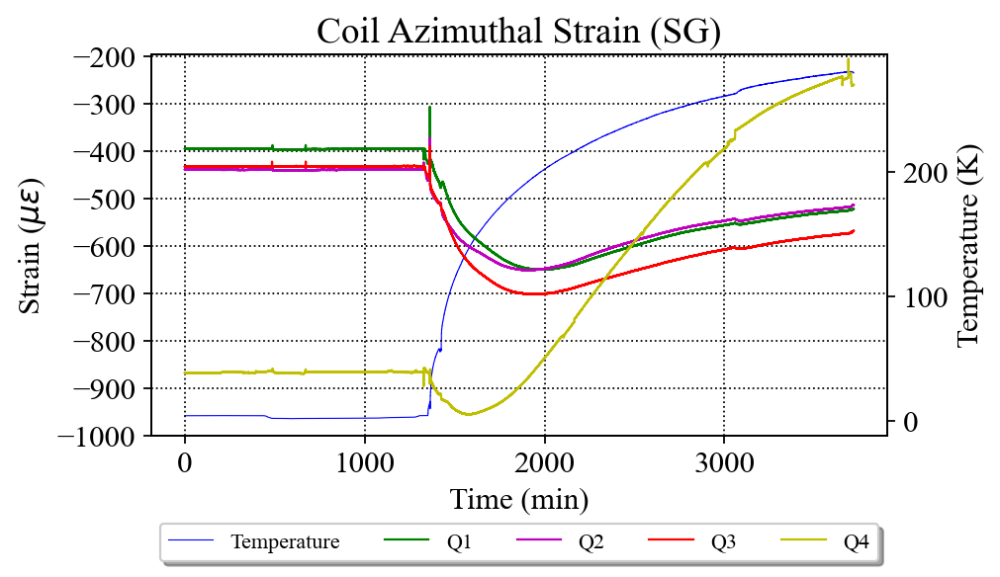 Coil Azimuthal Strain (SG)
−200
−300
−400
−500
−600
−700
−800
−900
−1000
Strain (με)
200
100
0
Temperature (K)
0 1000 2000 3000
Time (min)
Temperature Q1 Q2 Q3 Q4